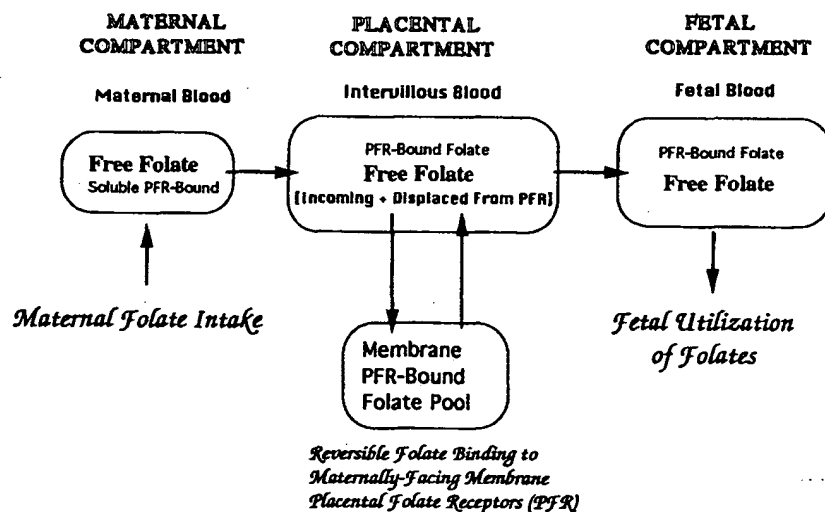 MATERNAL
COMPARTMENT
Maternal Blood
Free Folate
Soluble PFR-Bound
Maternal Folate Intake
PLACENTAL
COMPARTMENT
Intervillous Blood
PFR-Bound Folate
Free Folate
[Incoming + Displaced From PFR]
Membrane
PFR-Bound
Folate Pool
Reversible Folate Binding to
Maternally-Facing Membrane
Placental Folate Receptors (PFR)
FETAL
COMPARTMENT
Fetal Blood
PFR-Bound Folate
Free Folate
Fetal Utilization
of Folates